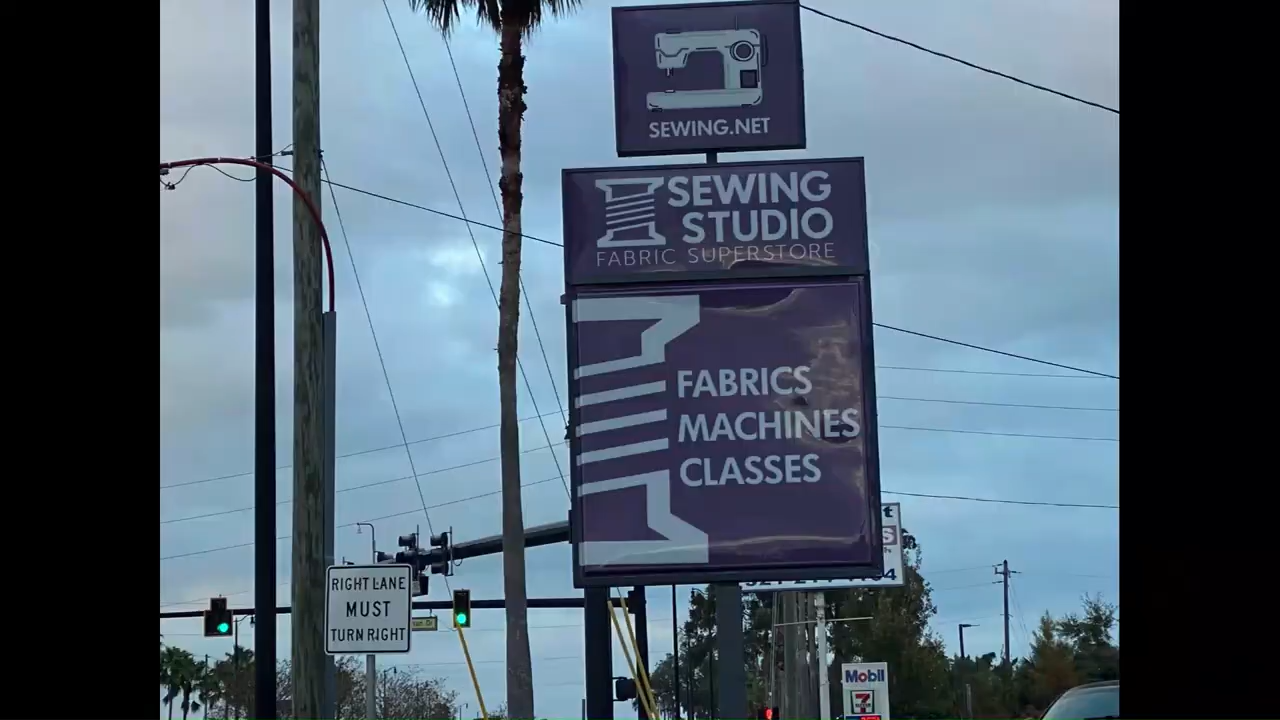 SEWING.NET
SEWING
STUDIO
FABRIC SUPERSTORE
FABRICS
MACHINES
CLASSES
RIGHT LANE
MUST
TURN RIGHT
Mobil